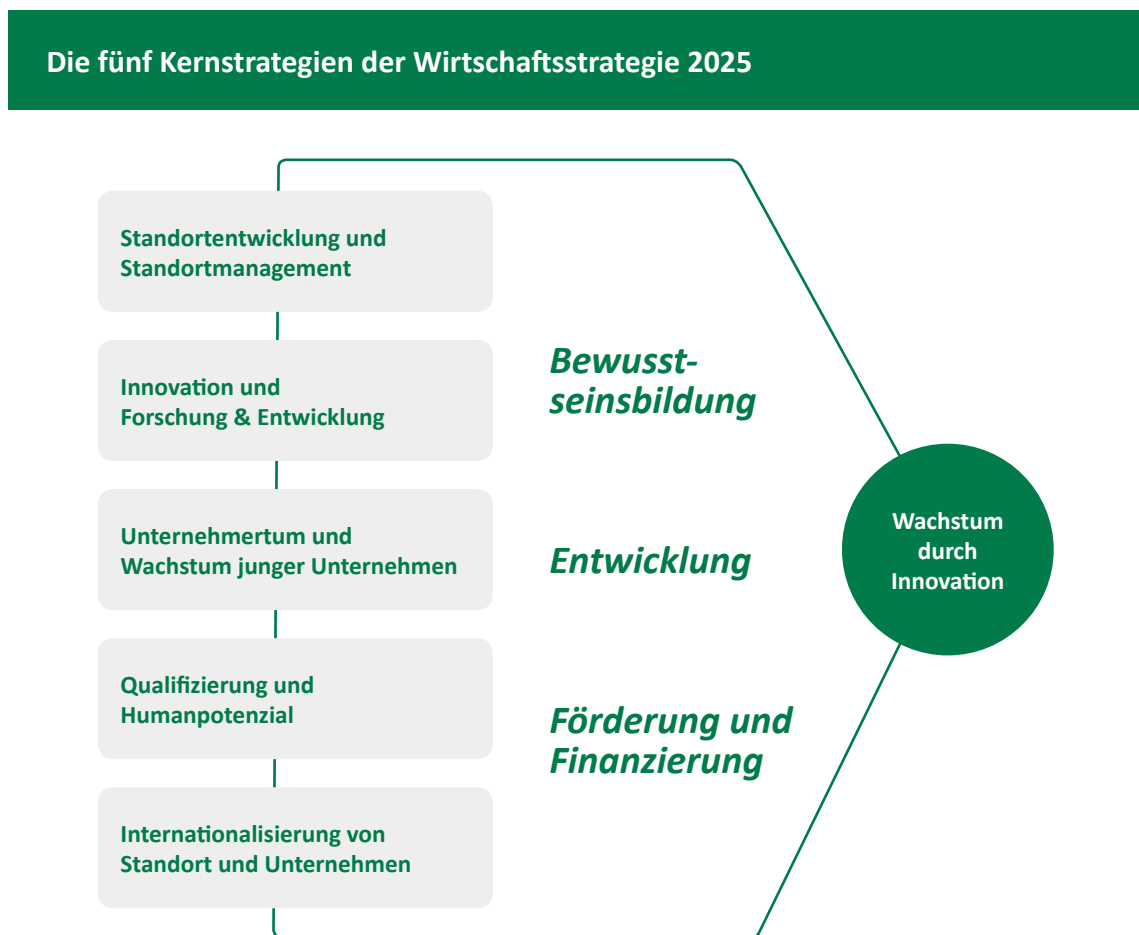 Die fünf Kernstrategien der Wirtschaftsstrategie 2025
Standortentwicklung und
Standortmanagement
Innovation und
Forschung & Entwicklung
Unternehmertum und
Wachstum junger Unternehmen
Qualifizierung und
Humanpotenzial
Internationalisierung von
Standort und Unternehmen
Bewusst-
seinsbildung
Entwicklung
Förderung und
Finanzierung
Wachstum
durch
Innovation